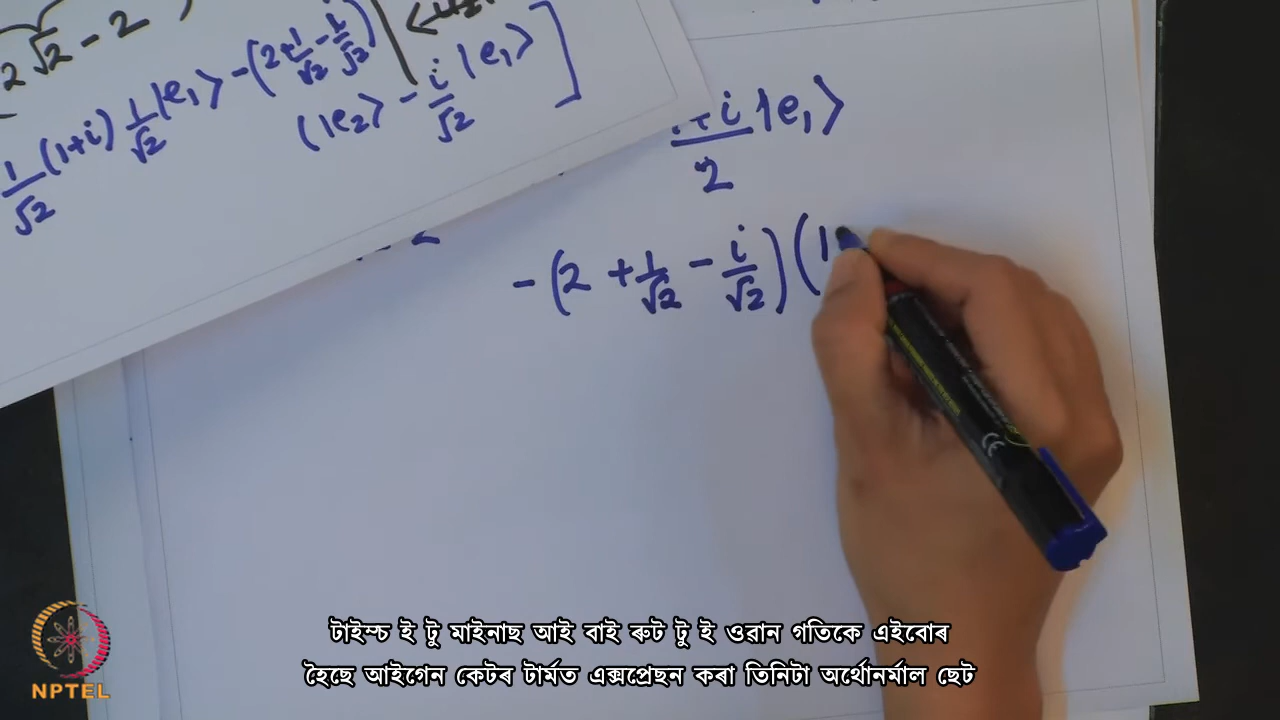 2√2 - 2
1/√2 (1+i) 1/√2 |e₁⟩ - (2+1/√2 - i/√2)
(|e₂⟩ - i/√2 |e₁⟩ ]
+i/2 |e₁⟩
- (2 + 1/√2 - i/√2) (|
CE
টাইম্চ ই টু মাইনাছ আই বাই ৰুট টু ই ওৱান গতিকে এইবোৰ
হৈছে আইগেন কেটৰ টাৰ্মত এক্সপ্ৰেছন কৰা তিনিটা অৰ্থোনৰ্মাল ছেট
NPTEL